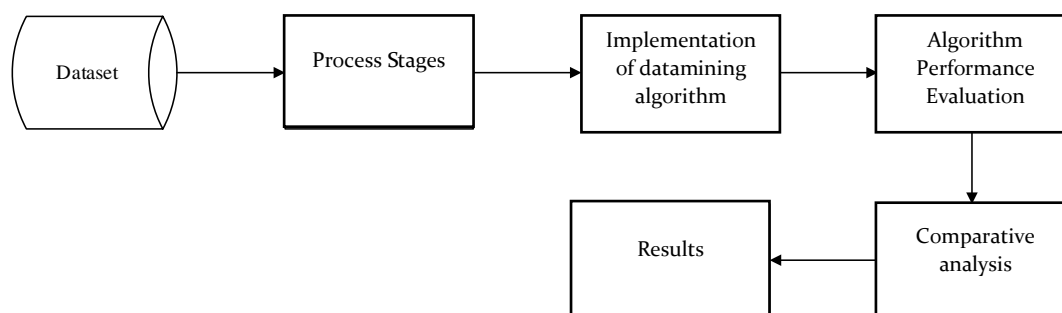 Dataset
Process Stages
Implementation
of datamining
algorithm
Algorithm
Performance
Evaluation
Comparative
analysis
Results